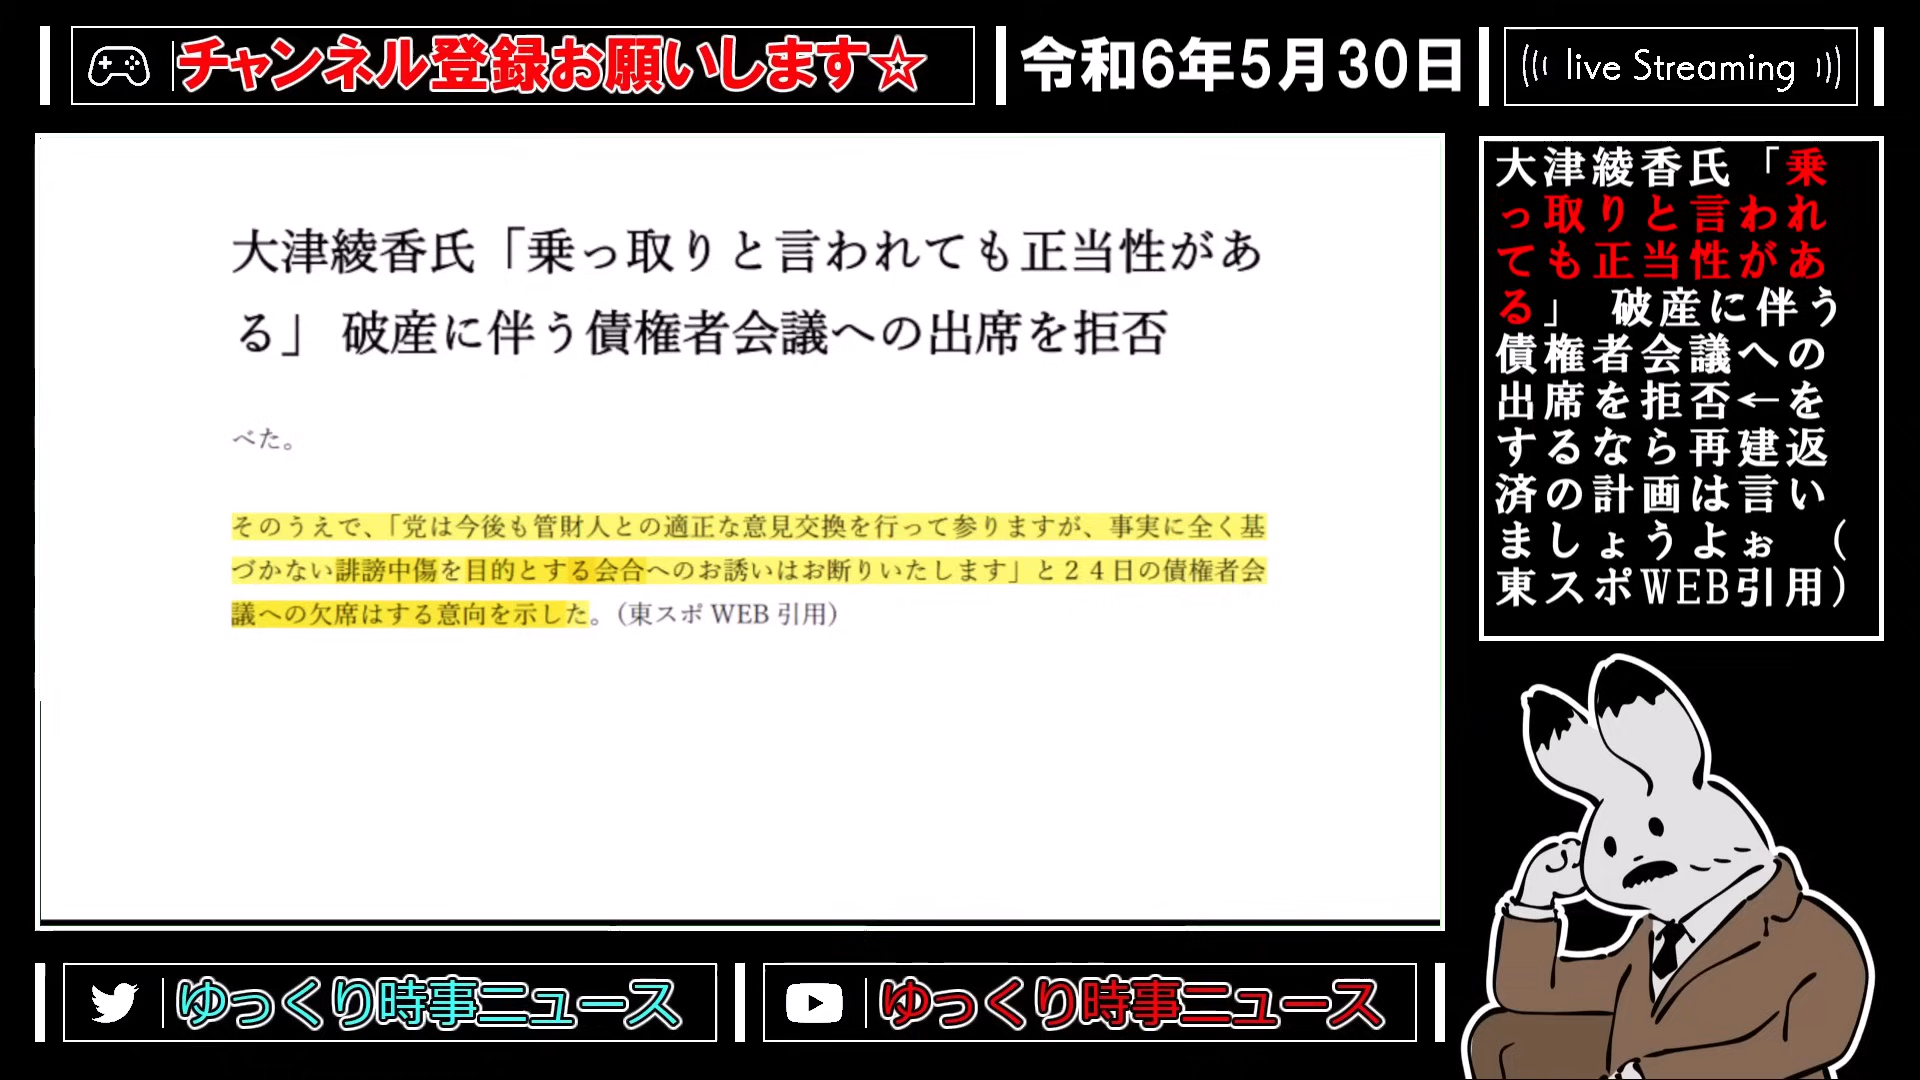 チャンネル登録お願いします☆
令和6年5月30日
live Streaming
大津綾香氏「乗っ取りと言われても正当性があ
る」 破産に伴う債権者会議への出席を拒否
べた。
そのうえで、「党は今後も管財人との適正な意見交換を行って参りますが、事実に全く基
づかない誹謗中傷を目的とする会合へのお誘いはお断りいたします」と２４日の債権者会
議への欠席はする意向を示した。（東スポ WEB 引用）
大津綾香氏「乗
っ取りと言われ
ても正当性があ
る」 破産に伴う
債権者会議への
出席を拒否←を
するなら再建返
済の計画は言い
ましょうよぉ （
東スポWEB引用）
ゆっくり時事ニュース
ゆっくり時事ニュース